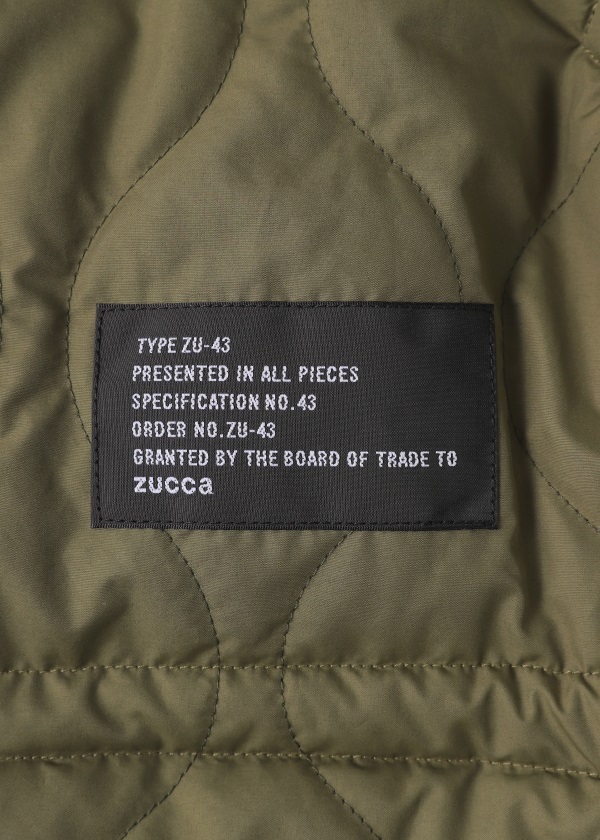 TYPE ZU-43
PRESENTED IN ALL PIECES
SPECIFICATION NO.43
ORDER NO.ZU-43
GRANTED BY THE BOARD OF TRADE TO
zucca